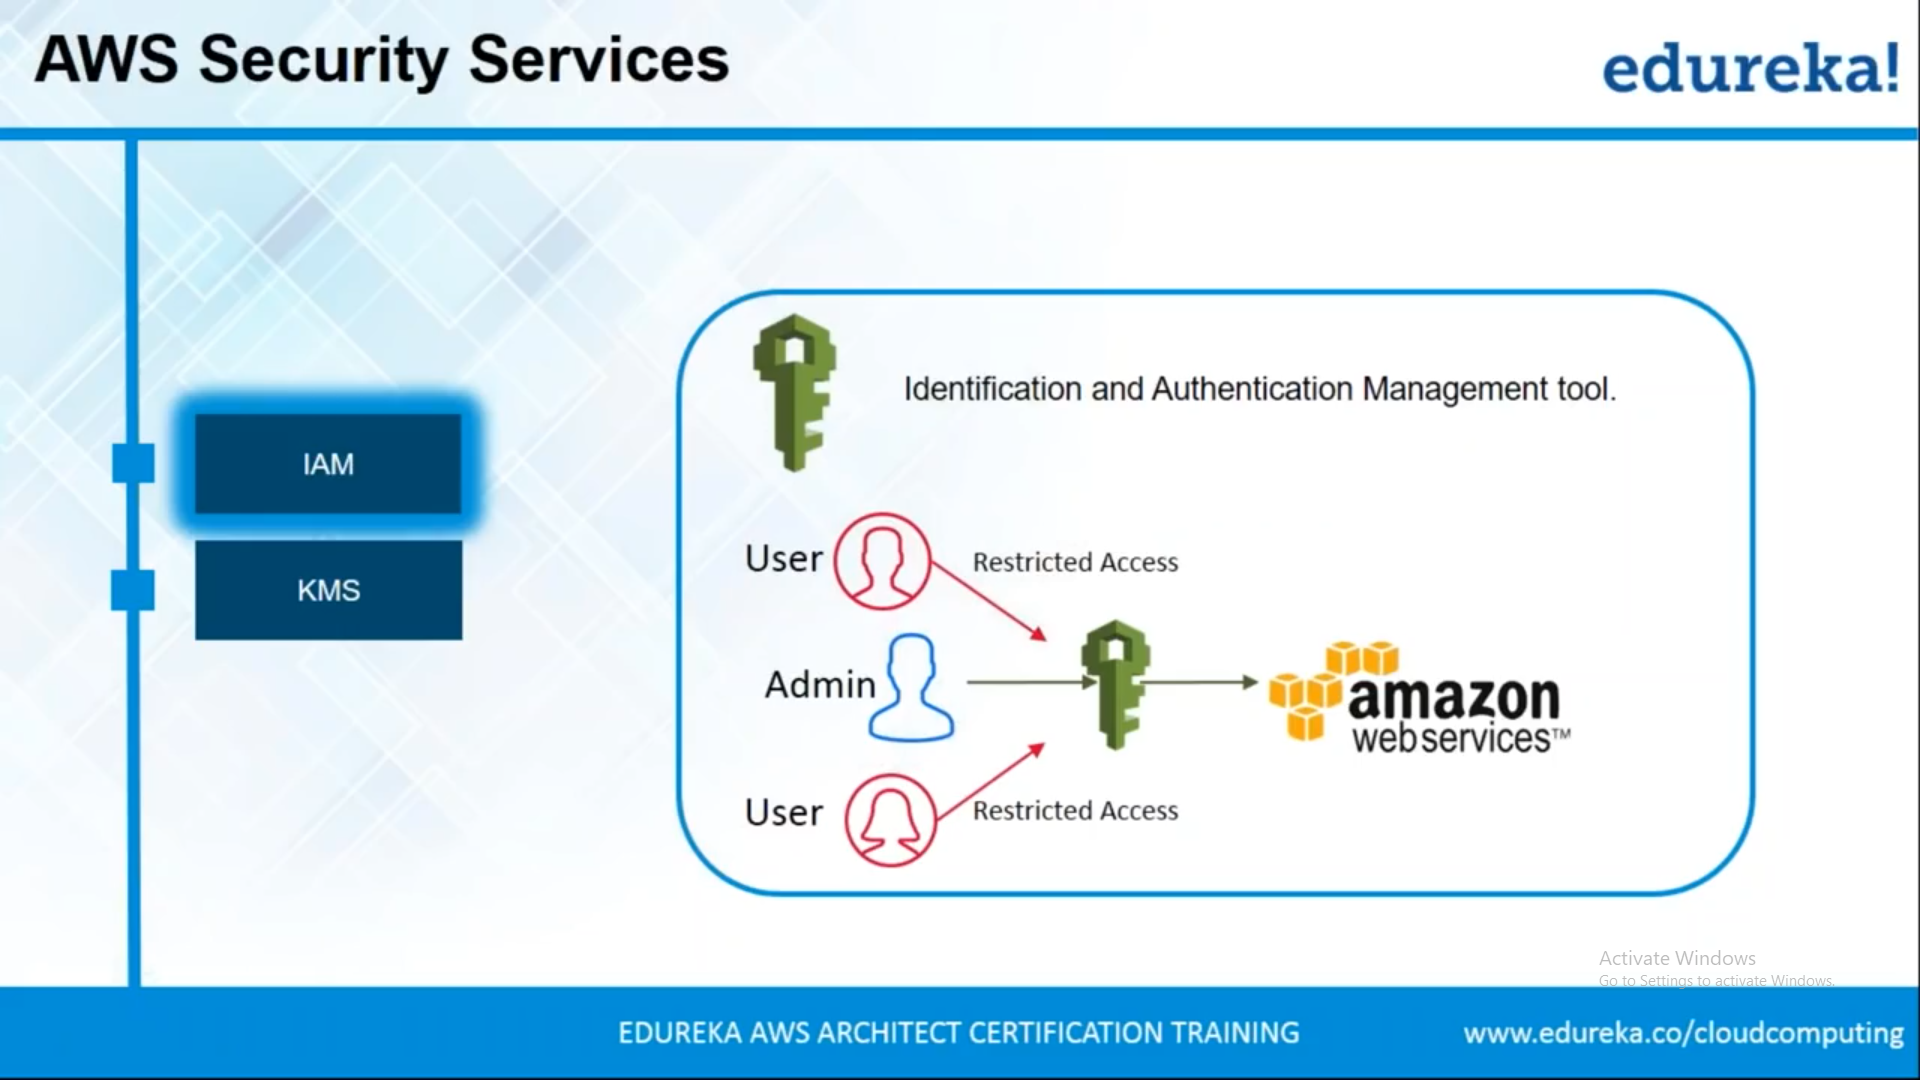 AWS Security Services
edureka!
IAM
KMS
Identification and Authentication Management tool.
User
Restricted Access
Admin
amazon
webservices™
User
Restricted Access
Activate Windows
Go to Settings to activate Windows.
EDUREKA AWS ARCHITECT CERTIFICATION TRAINING
www.edureka.co/cloudcomputing